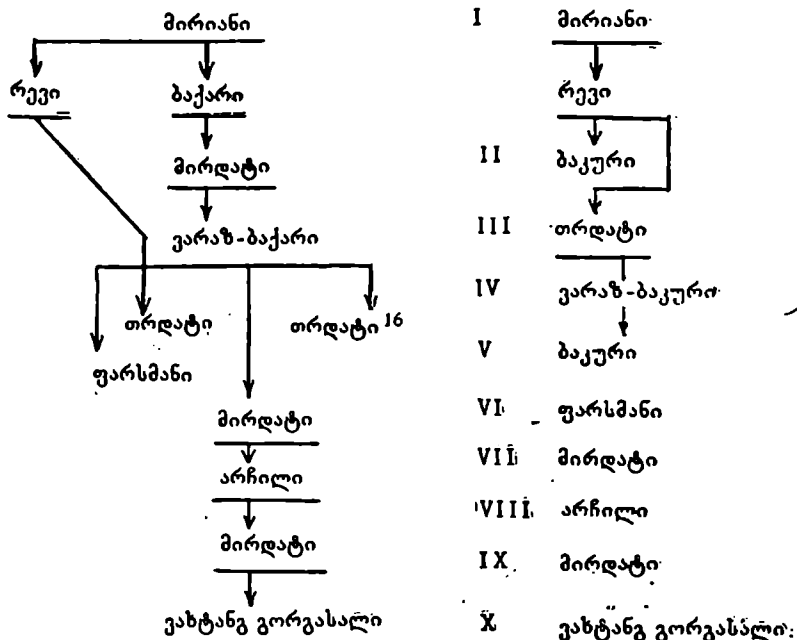 მირიანი
რევი ბაქარი
მირდატი
ვარაზ-ბაქარი
თრდატი თრდატი 16
ფარსმანი
მირდატი
არჩილი
მირდატი
ვახტანგ გორგასალი
I მირიანი
რევი
II ბაკური
III თრდატი
IV ვარაზ-ბაკური
V ბაკური
VI ფარსმანი
VII მირდატი
VIII არჩილი
IX მირდატი
X ვახტანგ გორგასალი